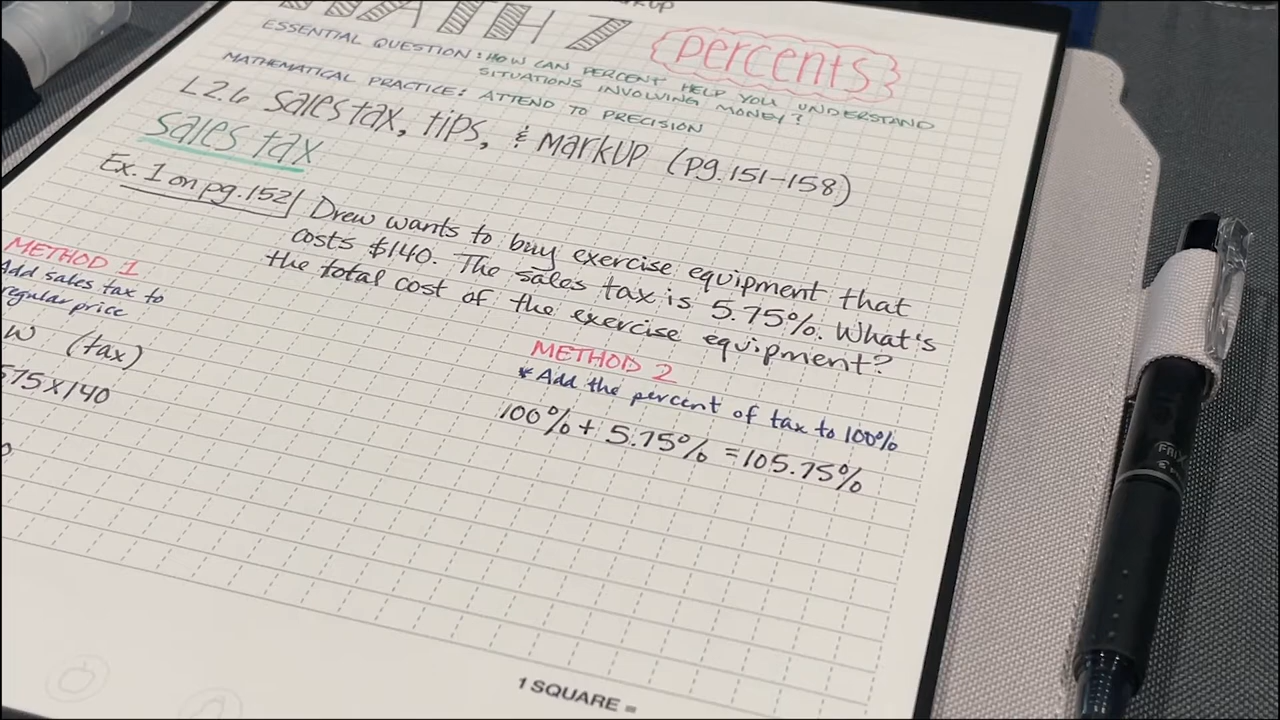 MATH 7 percents
ESSENTIAL QUESTION: HOW CAN PERCENT HELP YOU UNDERSTAND
SITUATIONS INVOLVING MONEY?
MATHEMATICAL PRACTICE: ATTEND TO PRECISION
L2.6 sales tax, tips, & markup (pg.151-158)
sales tax
Ex. 1 on pg.152 Drew wants to buy exercise equipment that
costs $140. The sales tax is 5.75%. What's
the total cost of the exercise equipment?
METHOD 1
Add sales tax to
regular price
W (tax)
575x140
METHOD 2
* Add the percent of tax to 100%
100% + 5.75% = 105.75%
1 SQUARE =